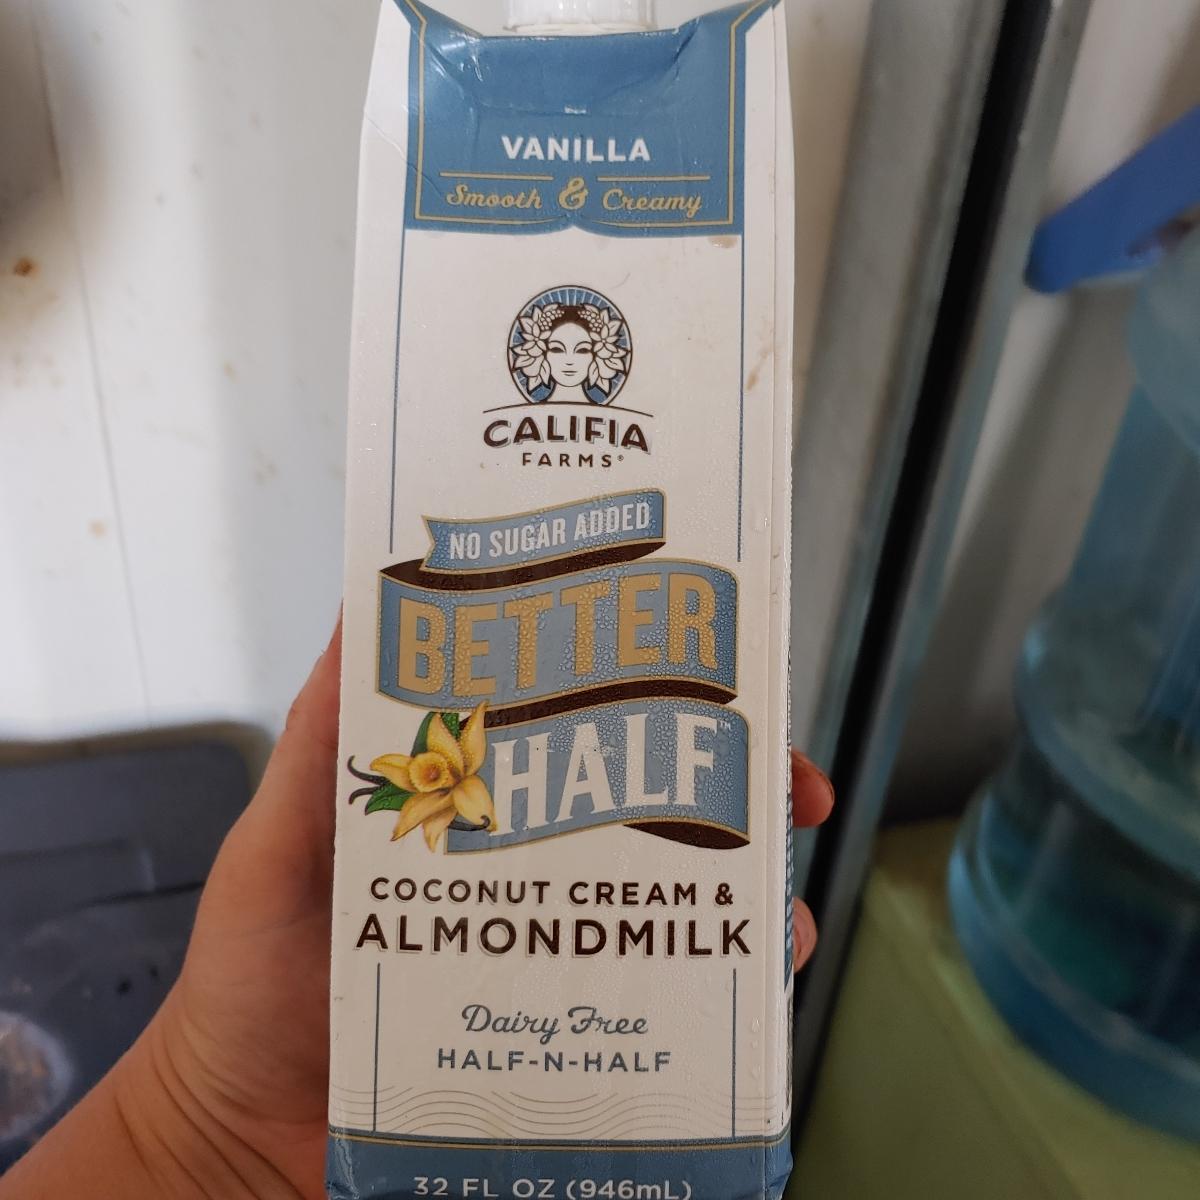 VANILLA
Smooth & Creamy
CALIFIA
FARMS®
NO SUGAR ADDED
BETTER
HALF™
COCONUT CREAM &
ALMONDMILK
Dairy Free
HALF-N-HALF
32 FL OZ (946mL)